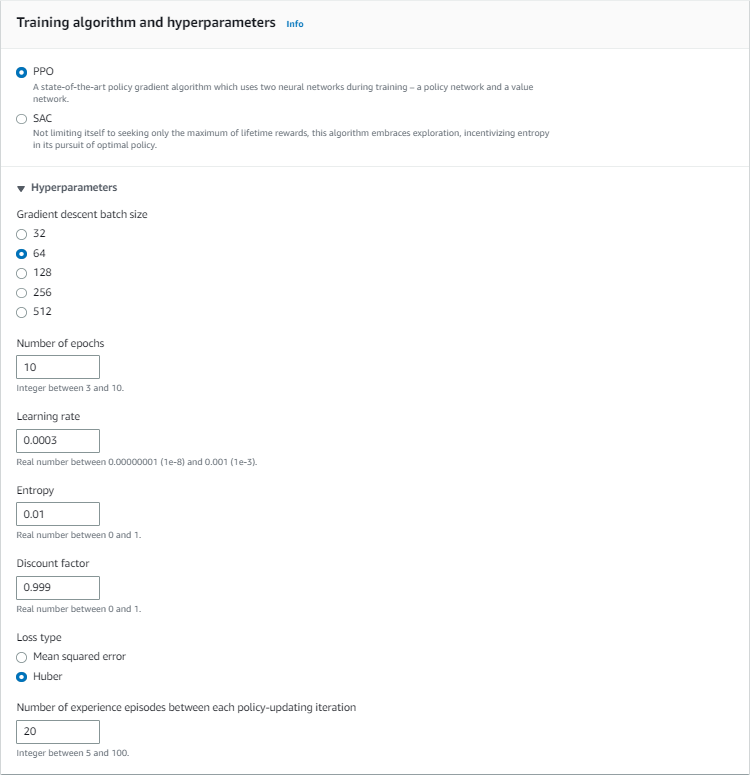 Training algorithm and hyperparameters Info
PPO
A state-of-the-art policy gradient algorithm which uses two neural networks during training – a policy network and a value
network.
SAC
Not limiting itself to seeking only the maximum of lifetime rewards, this algorithm embraces exploration, incentivizing entropy
in its pursuit of optimal policy.
Hyperparameters
Gradient descent batch size
32
64
128
256
512
Number of epochs
10
Integer between 3 and 10.
Learning rate
0.0003
Real number between 0.00000001 (1e-8) and 0.001 (1e-3).
Entropy
0.01
Real number between 0 and 1.
Discount factor
0.999
Real number between 0 and 1.
Loss type
Mean squared error
Huber
Number of experience episodes between each policy-updating iteration
20
Integer between 5 and 100.